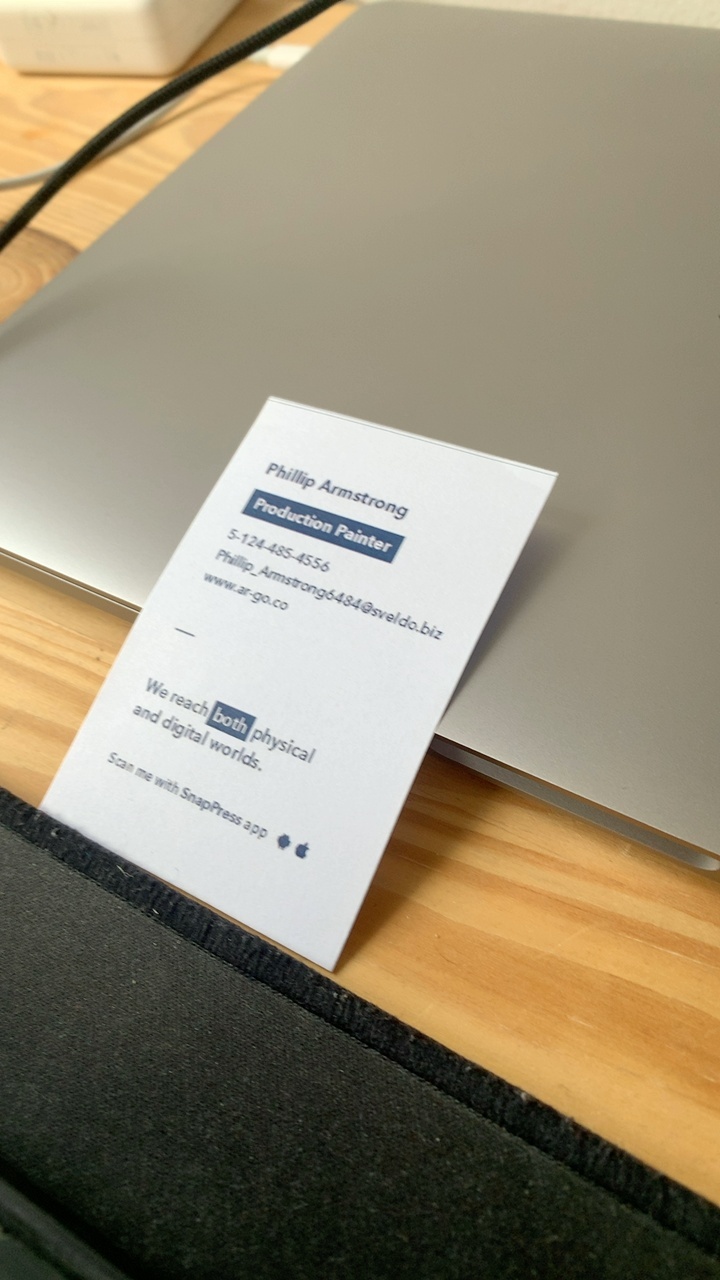 Phillip Armstrong
Production Painter
5-124-485-4556
Phillip_Armstrong6484@sveldo.biz
www.ar-go.co
We reach both physical
and digital worlds.
Scan me with SnapPress app